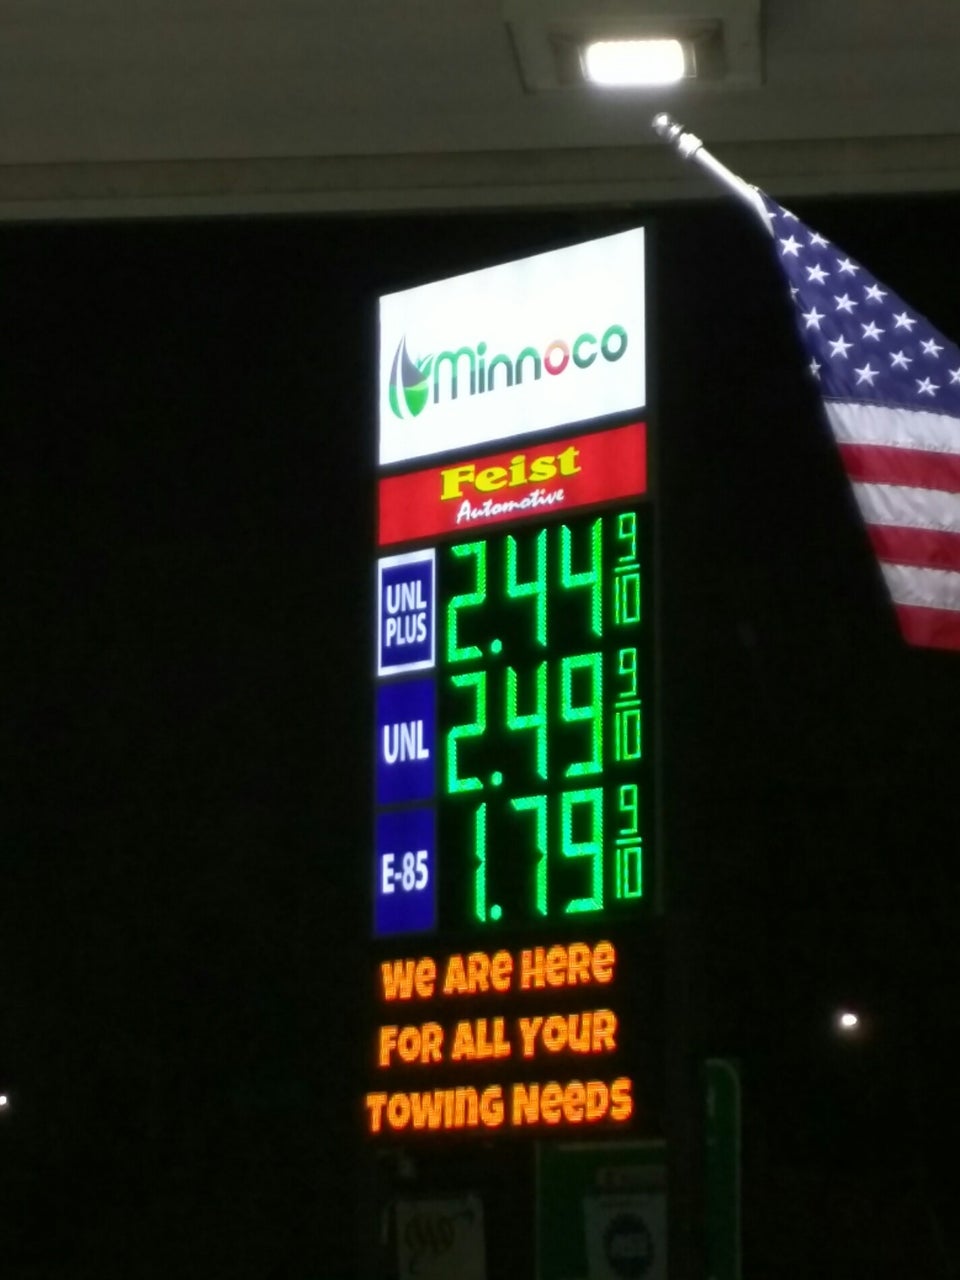 Minnoco
Feist
Automotive
UNL PLUS 2.44 9/10
UNL 2.49 9/10
E-85 1.79 9/10
WE ARE HERE
FOR ALL YOUR
TOWING NEEDS